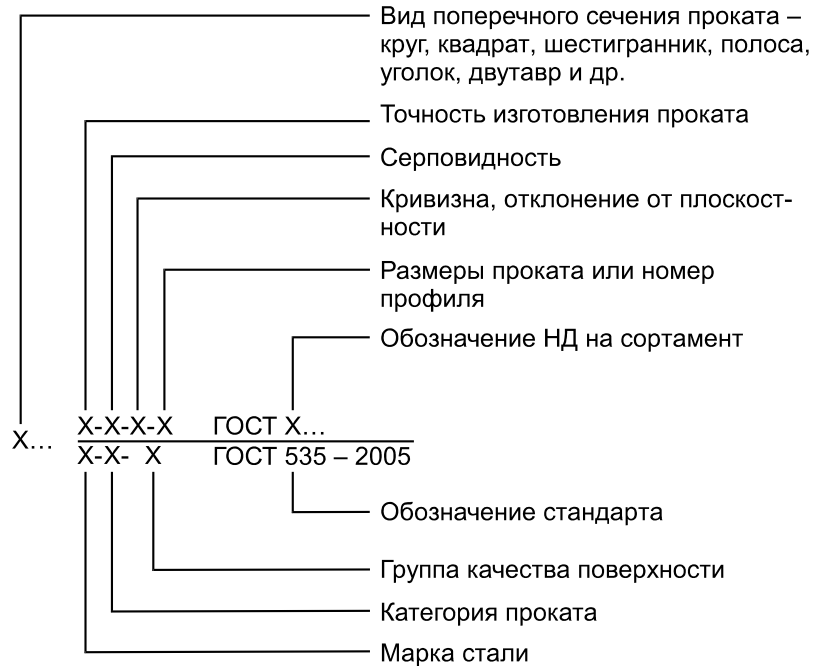 Вид поперечного сечения проката –
круг, квадрат, шестигранник, полоса,
уголок, двутавр и др.
Точность изготовления проката
Серповидность
Кривизна, отклонение от плоскост-
ности
Размеры проката или номер
профиля
Обозначение НД на сортамент
Х-Х-Х-Х ГОСТ Х...
Х...
Х-Х- Х ГОСТ 535 – 2005
Обозначение стандарта
Группа качества поверхности
Категория проката
Марка стали